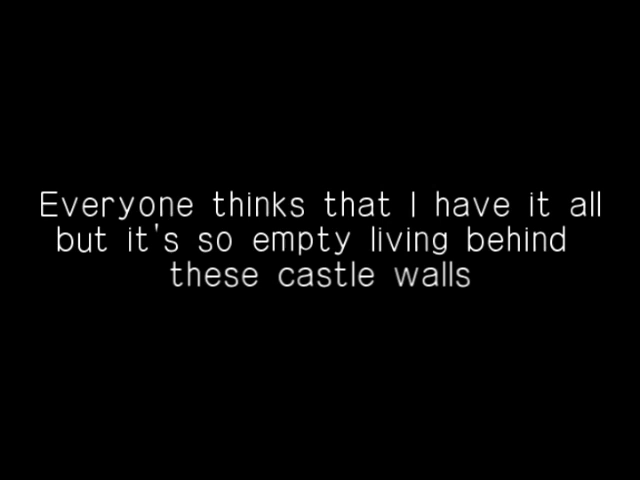 Everyone thinks that I have it all
but it's so empty living behind
these castle walls